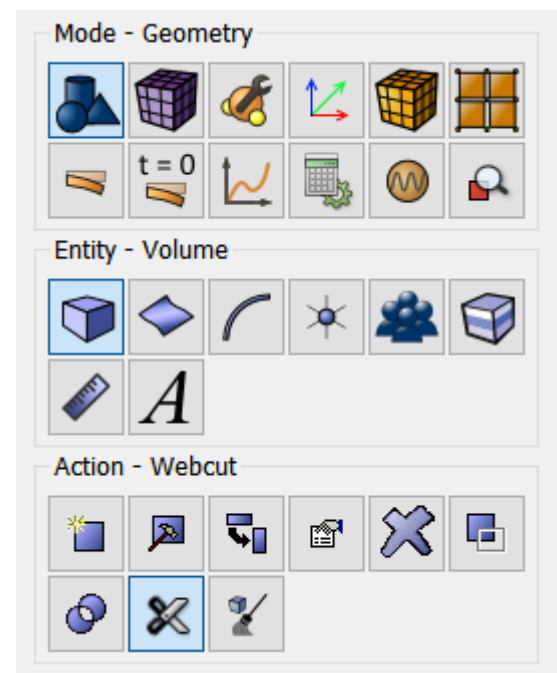 Mode - Geometry
t = 0
Entity - Volume
A
Action - Webcut